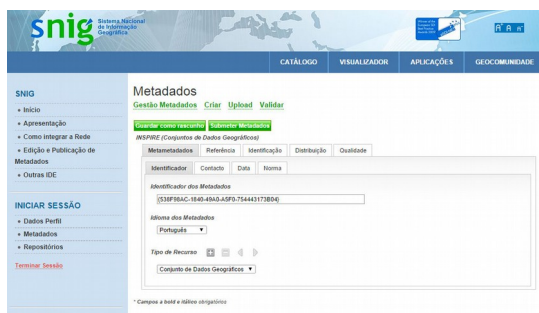 snig Sistema Nacional
de Informação
Geográfica
A A A
CATÁLOGO VISUALIZADOR APLICAÇÕES GEOCOMUNIDADE
SNIG
Início
Apresentação
Como integrar a Rede
Edição e Publicação de
Metadados
Outras IDE
INICIAR SESSÃO
Dados Perfil
Metadados
Repositórios
Terminar Sessão
Metadados
Gestão Metadados Criar Upload Validar
Guardar como rascunho Submeter Metadados
INSPIRE (Conjuntos de Dados Geográficos)
Metametadados Referência Identificação Distribuição Qualidade
Identificador Contacto Data Norma
Identificador dos Metadados
{538F98AC-1840-49A0-A5F0-754443173B04}
Idioma dos Metadados
Português
Tipo de Recurso
Conjunto de Dados Geográficos
* Campos a bold e itálico obrigatórios